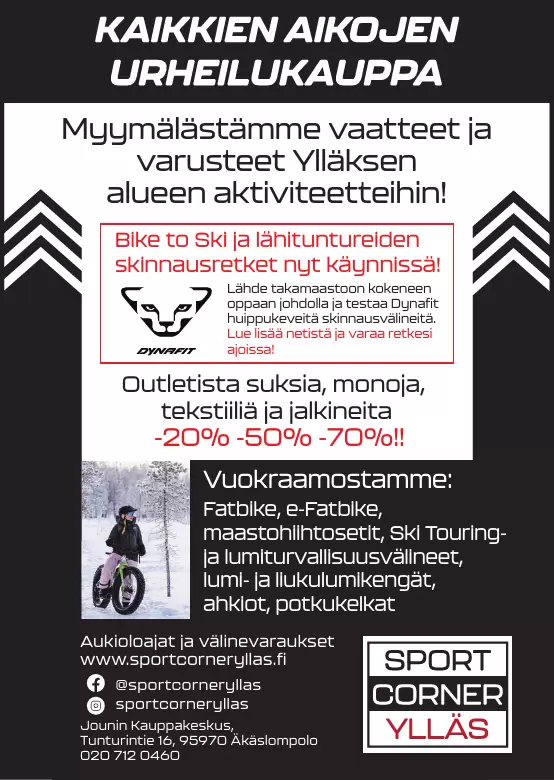 KAIKKIEN AIKOJEN
URHEILUKAUPPA
Myymälästämme vaatteet ja
varusteet Ylläksen
alueen aktiviteetteihin!
Bike to Ski ja lähituntureiden
skinnausretket nyt käynnissä!
Lähde takamaastoon kokeneen
oppaan johdolla ja testaa Dynafit
huippukeveitä skinnausvälineitä.
Lue lisää netistä ja varaa retkesi
ajoissa!
DYNAFIT
Outletista suksia, monoja,
tekstiiliä ja jalkineita
-20% -50% -70%!!
Vuokraamostamme:
Fatbike, e-Fatbike,
maastohiihtosetit, Ski Touring-
ja lumiturvallisuusvälineet,
lumi- ja liukulumikengät,
ahkiot, potkukelkat
Aukioloajat ja välinevaraukset
www.sportcorneryllas.fi
@sportcorneryllas
sportcorneryllas
Jounin Kauppakeskus,
Tunturintie 16, 95970 Äkäslompolo
020 712 0460
SPORT
CORNER
YLLÄS